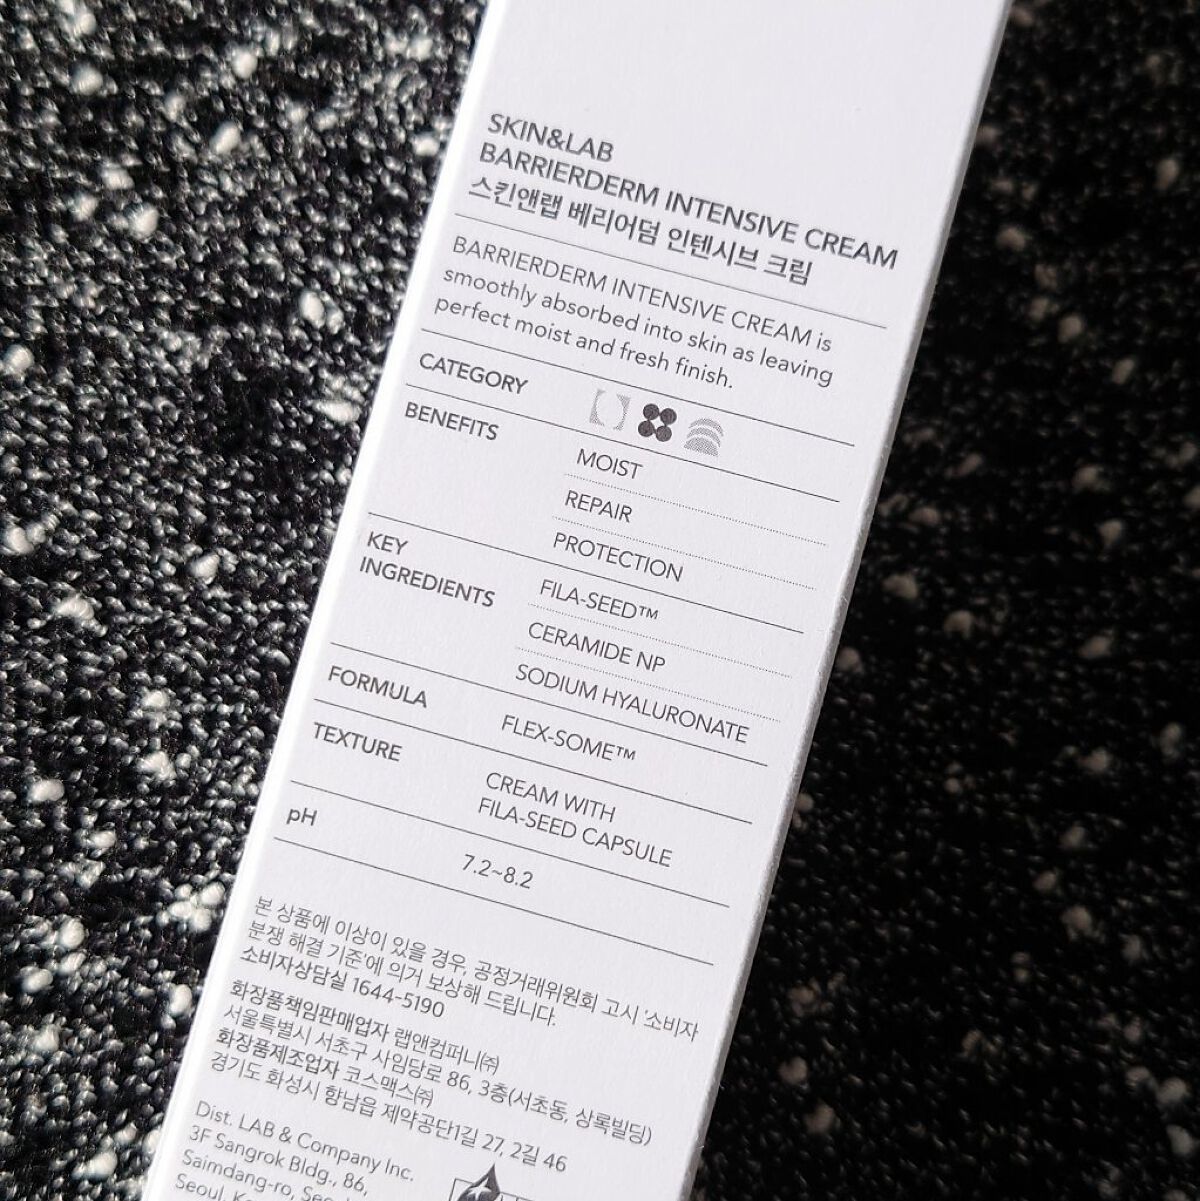 SKIN&LAB
BARRIERDERM INTENSIVE CREAM
스킨앤랩 베리어덤 인텐시브 크림
BARRIERDERM INTENSIVE CREAM is
smoothly absorbed into skin as leaving
perfect moist and fresh finish.
CATEGORY
BENEFITS
MOIST
REPAIR
PROTECTION
KEY
INGREDIENTS
FILA-SEED™
CERAMIDE NP
SODIUM HYALURONATE
FORMULA
FLEX-SOME™
TEXTURE
CREAM WITH
FILA-SEED CAPSULE
pH
7.2~8.2
본 상품에 이상이 있을 경우, 공정거래위원회 고시 '소비자
분쟁 해결 기준'에 의거 보상해 드립니다.
소비자상담실 1644-5190
화장품책임판매업자 랩앤컴퍼니㈜
서울특별시 서초구 사임당로 86, 3층(서초동, 상록빌딩)
화장품제조업자 코스맥스㈜
경기도 화성시 향남읍 제약공단1길 27, 2길 46
Dist. LAB & Company Inc.
3F Sangrok Bldg., 86,
Saimdang-ro,
Seoul,